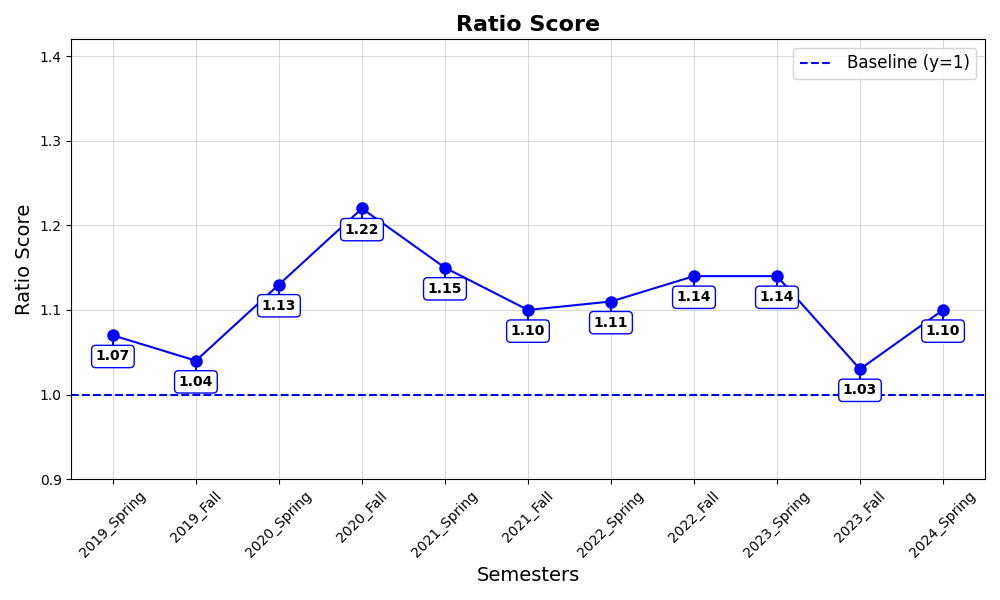 Ratio Score
Baseline (y=1)
Ratio Score
1.4
1.3
1.2
1.1
1.0
0.9
1.07
1.04
1.13
1.22
1.15
1.10
1.11
1.14
1.14
1.03
1.10
2019_Spring
2019_Fall
2020_Spring
2020_Fall
2021_Spring
2021_Fall
2022_Spring
2022_Fall
2023_Spring
2023_Fall
2024_Spring
Semesters